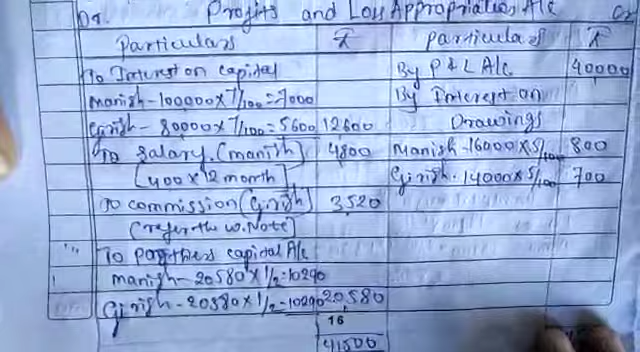 Dr. Profits and Loss Appropriation A/c Cr
Particulars ₹ Particulars ₹
To Interest on capital By P & L A/c 40000
Manish - 100000 x 7/100 = 7000 By Interest on
Girish - 80000 x 7/100 = 5600 12600 Drawings
To Salary (Manish) 4800 Manish - 16000 x 5/100 800
[400 x 12 month] Girish - 14000 x 5/100 700
To commission (Girish) 3520
(refer the W. Note)
To Partners capital A/c
Manish - 20580 x 1/2 = 10290
Girish - 20580 x 1/2 = 10290 20,580
16
41500